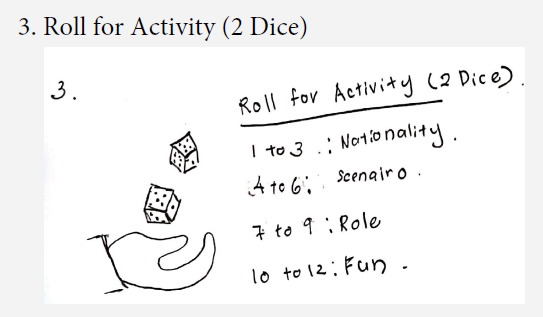 3. Roll for Activity (2 Dice)
3.
Roll for Activity (2 Dice).
1 to 3 : Nationality.
4 to 6: Scenairo.
7 to 9 : Role
10 to 12: Fun.